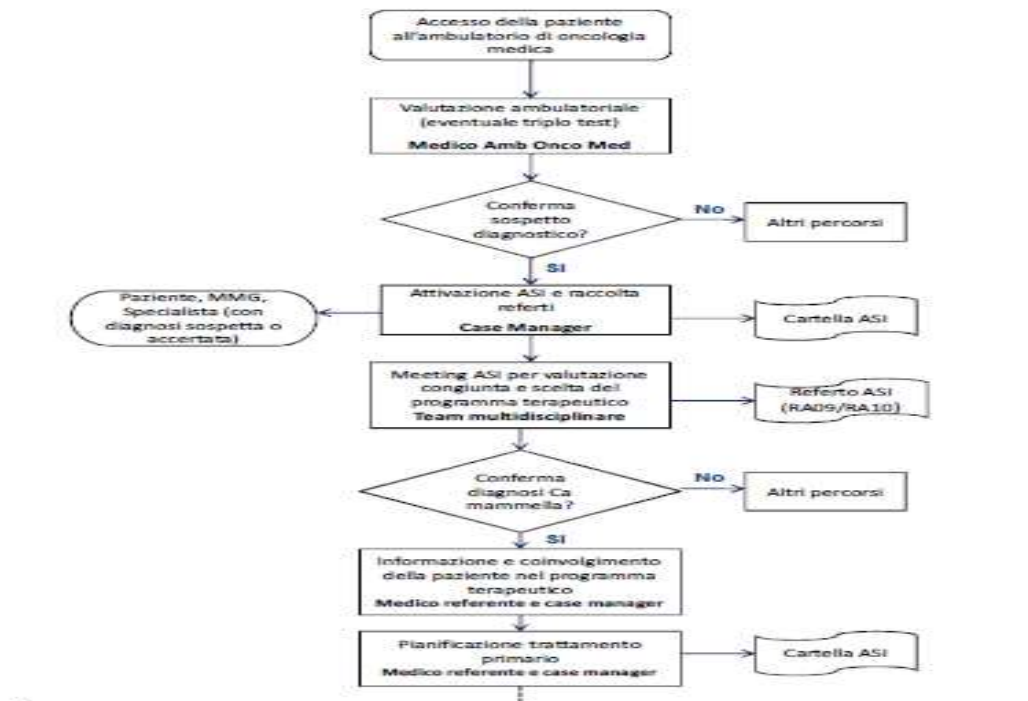 Accesso della paziente
all'ambulatorio di oncologia
medica
Valutazione ambulatoriale
(eventuale triplo test)
Medico Amb Onco Med
Conferma
sospetto
diagnostico?
No
Altri percorsi
SI
Attivazione ASI e raccolta
referti
Case Manager
Paziente, MMG,
Specialista (con
diagnosi sospetta o
accertata)
Cartella ASI
Meeting ASI per valutazione
congiunta e scelta del
programma terapeutico
Team multidisciplinare
Referto ASI
(RA09/RA10)
Conferma
diagnosi Ca
mammella?
No
Altri percorsi
SI
Informazione e coinvolgimento
della paziente nel programma
terapeutico
Medico referente e case manager
Pianificazione trattamento
primario
Medico referente e case manager
Cartella ASI